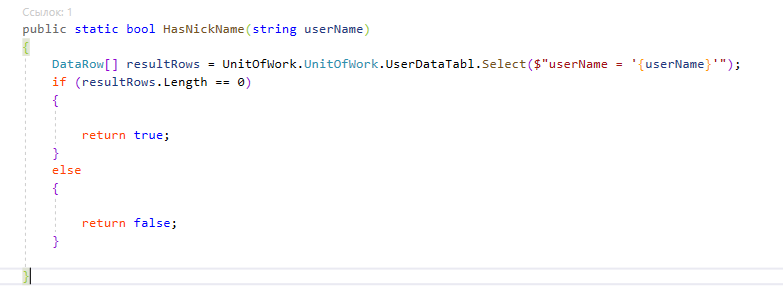 Ссылок: 1
public static bool HasNickName(string userName)
{
DataRow[] resultRows = UnitOfWork.UnitOfWork.UserDataTabl.Select($"userName = '{userName}'");
if (resultRows.Length == 0)
{
return true;
}
else
{
return false;
}
}